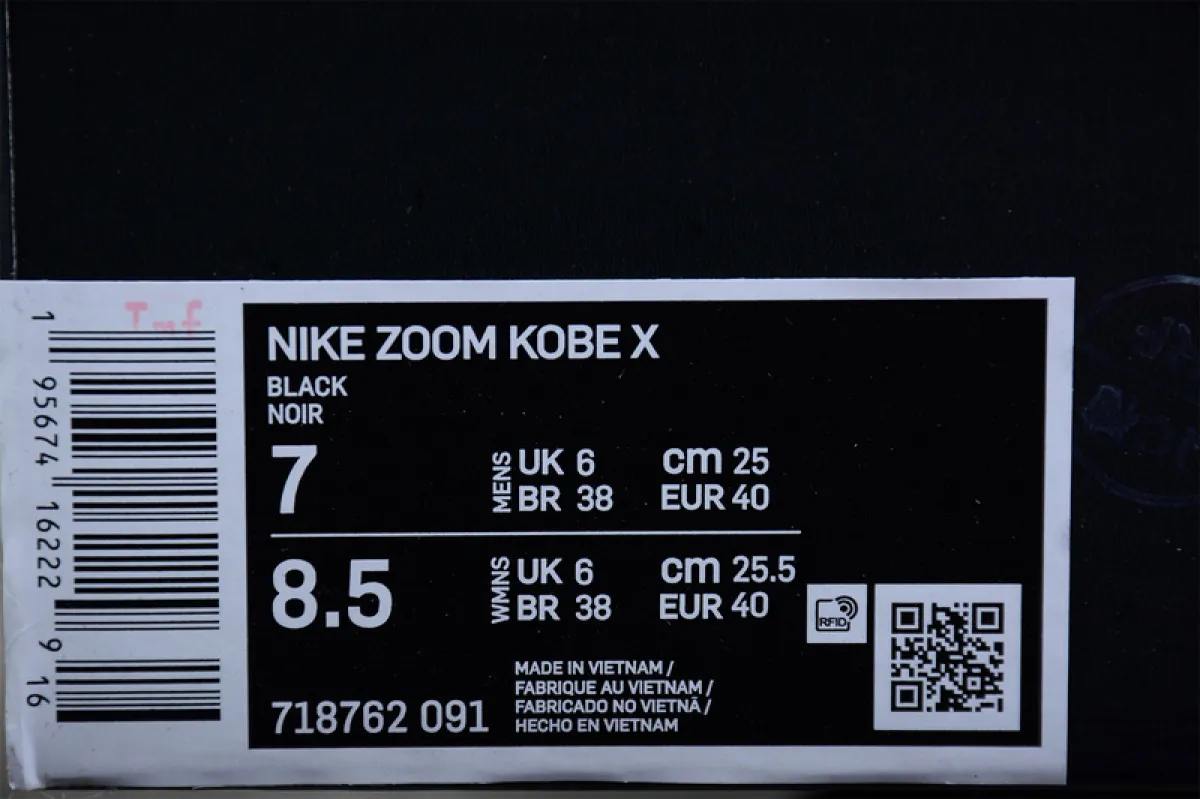 1 95674 16222 9 16
NIKE ZOOM KOBE X
BLACK
NOIR
7
MENS
UK 6 cm 25
BR 38 EUR 40
8.5
WMNS
UK 6 cm 25.5
BR 38 EUR 40
RFID
718762 091
MADE IN VIETNAM /
FABRIQUE AU VIETNAM /
FABRICADO NO VIETNÃ /
HECHO EN VIETNAM